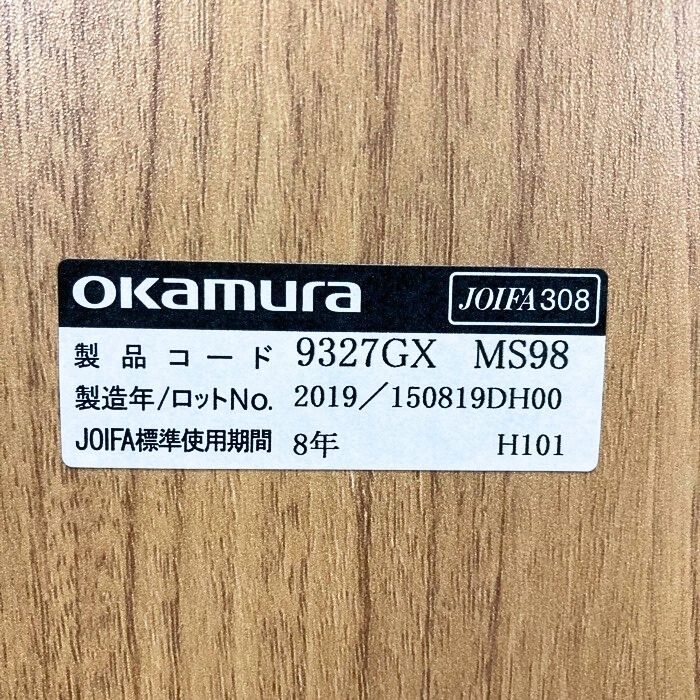 okamura JOIFA308
製品コード 9327GX MS98
製造年/ロットNo. 2019/150819DH00
JOIFA標準使用期間 8年 H101